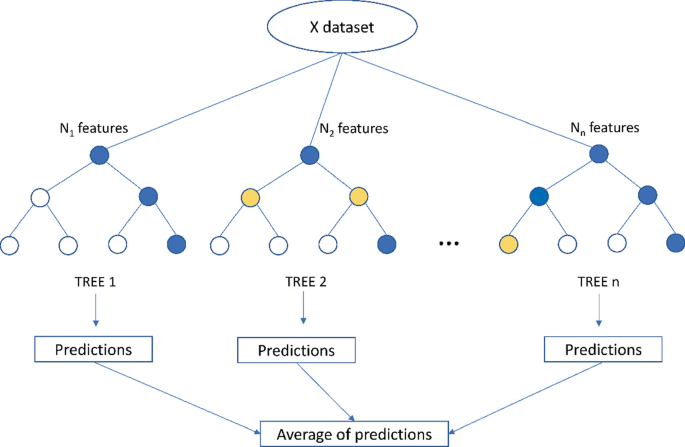 X dataset
N₁ features
N₂ features
Nₙ features
...
TREE 1
TREE 2
TREE n
Predictions
Predictions
Predictions
Average of predictions